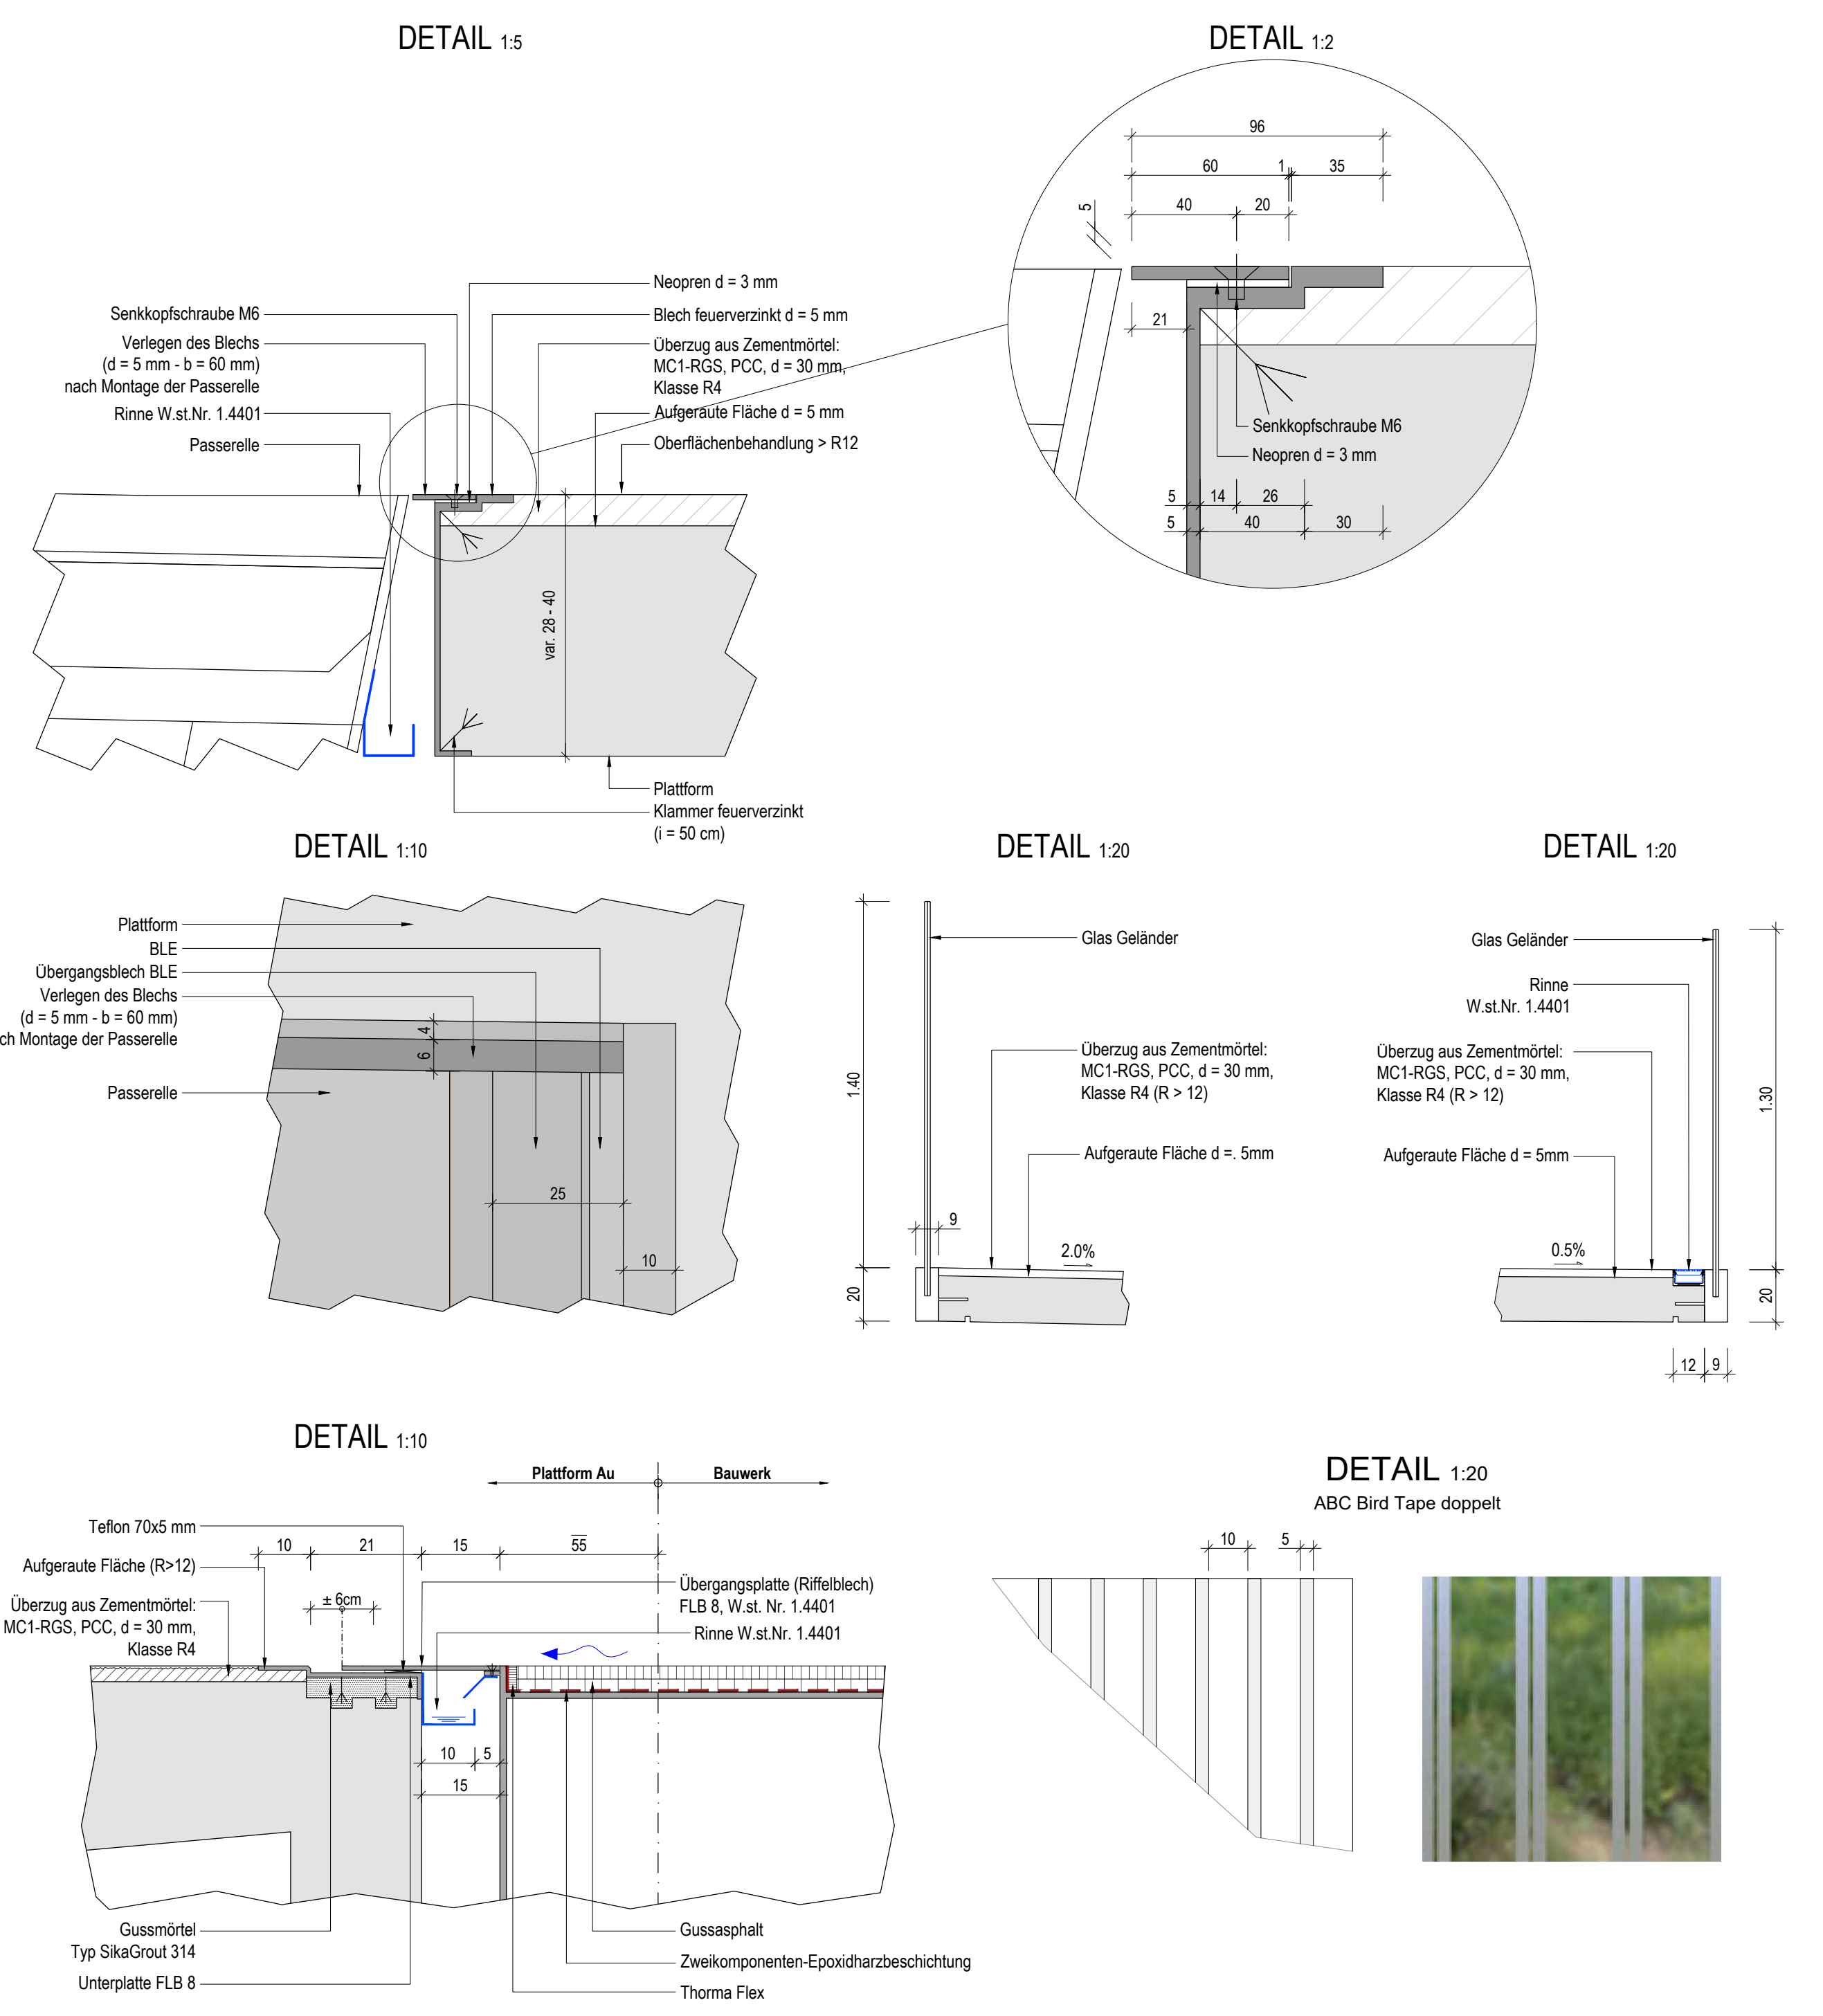 DETAIL 1:5
Neopren d = 3 mm
Senkkopfschraube M6
Blech feuerverzinkt d = 5 mm
Verlegen des Blechs
(d = 5 mm - b = 60 mm)
nach Montage der Passerelle
Überzug aus Zementmörtel:
MC1-RGS, PCC, d = 30 mm,
Klasse R4
Rinne W.st.Nr. 1.4401
Aufgeraute Fläche d = 5 mm
Passerelle
Oberflächenbehandlung > R12
var. 28 - 40
Plattform
Klammer feuerverzinkt
(i = 50 cm)
DETAIL 1:2
96
60
1
35
40
20
5
21
Senkkopfschraube M6
Neopren d = 3 mm
5
14
26
5
40
30
DETAIL 1:10
Plattform
BLE
Übergangsblech BLE
Verlegen des Blechs
(d = 5 mm - b = 60 mm)
ch Montage der Passerelle
Passerelle
4
6
25
10
DETAIL 1:20
Glas Geländer
1.40
Überzug aus Zementmörtel:
MC1-RGS, PCC, d = 30 mm,
Klasse R4 (R > 12)
Aufgeraute Fläche d =. 5mm
9
2.0%
20
DETAIL 1:20
Glas Geländer
Rinne
W.st.Nr. 1.4401
Überzug aus Zementmörtel:
MC1-RGS, PCC, d = 30 mm,
Klasse R4 (R > 12)
1.30
Aufgeraute Fläche d = 5mm
0.5%
20
12
9
DETAIL 1:10
Plattform Au
Bauwerk
Teflon 70x5 mm
10
21
15
55
Aufgeraute Fläche (R>12)
Überzug aus Zementmörtel:
MC1-RGS, PCC, d = 30 mm,
Klasse R4
± 6cm
Übergangsplatte (Riffelblech)
FLB 8, W.st. Nr. 1.4401
Rinne W.st.Nr. 1.4401
10
5
15
Gussmörtel
Typ SikaGrout 314
Unterplatte FLB 8
Gussasphalt
Zweikomponenten-Epoxidharzbeschichtung
Thorma Flex
DETAIL 1:20
ABC Bird Tape doppelt
10
5